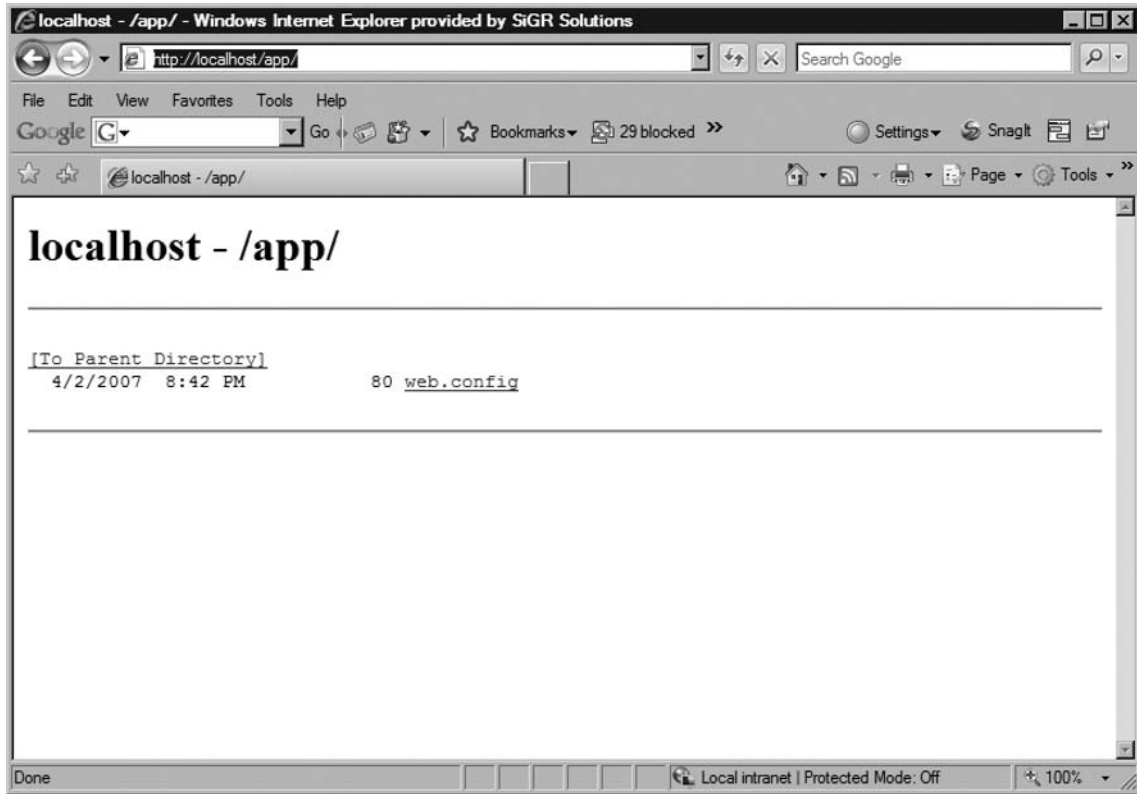 localhost - /app/ - Windows Internet Explorer provided by SiGR Solutions
http://localhost/app/
Search Google
File Edit View Favorites Tools Help
Google G Go Bookmarks 29 blocked » Settings SnagIt
localhost - /app/ Page Tools »
localhost - /app/
[To Parent Directory]
4/2/2007 8:42 PM 80 web.config
Done Local intranet | Protected Mode: Off 100%